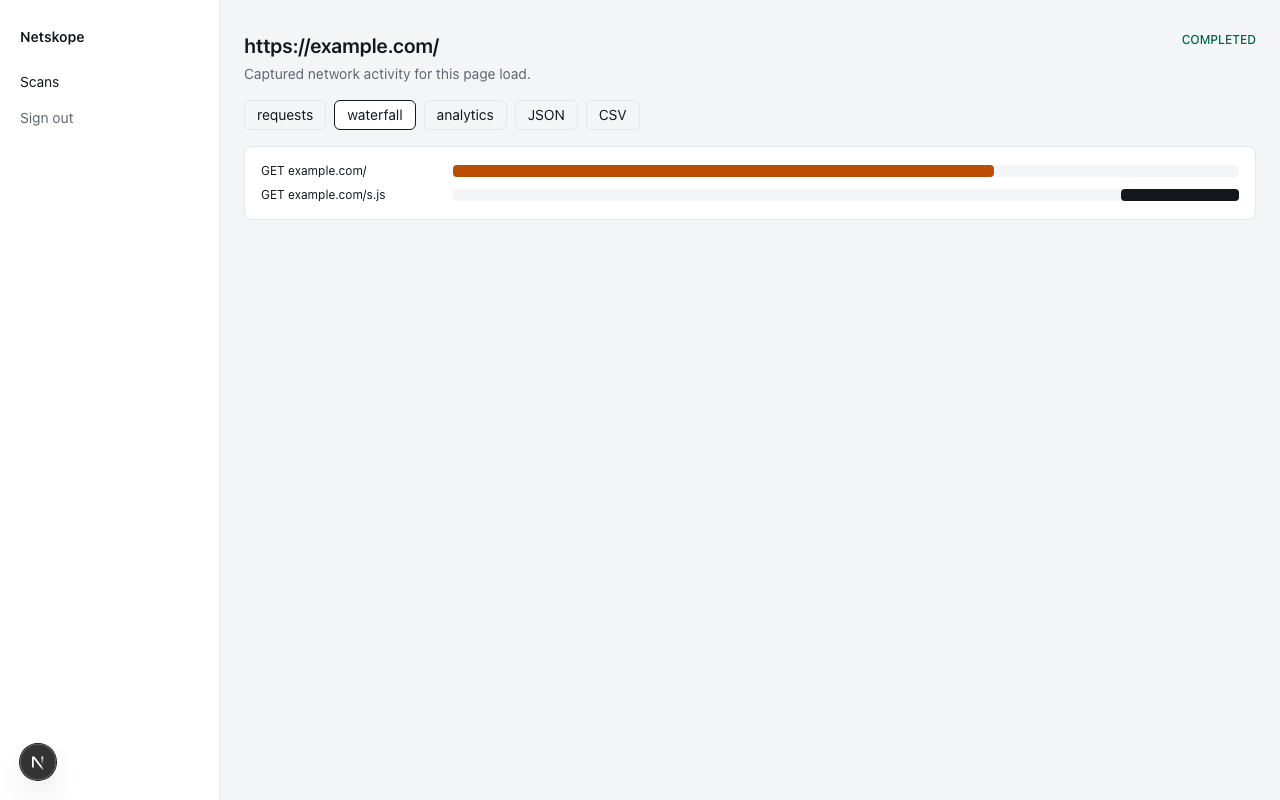 Netskope
Scans
Sign out
https://example.com/
COMPLETED
Captured network activity for this page load.
requests
waterfall
analytics
JSON
CSV
GET example.com/
GET example.com/s.js
N